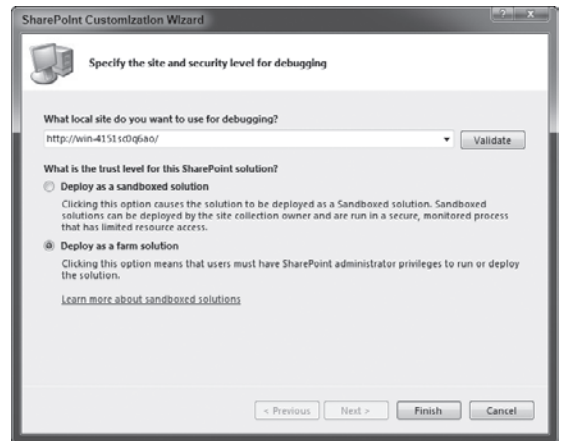 SharePoint Customization Wizard
Specify the site and security level for debugging
What local site do you want to use for debugging?
http://win-4151sc0q6ao/
Validate
What is the trust level for this SharePoint solution?
Deploy as a sandboxed solution
Clicking this option causes the solution to be deployed as a Sandboxed solution. Sandboxed
solutions can be deployed by the site collection owner and are run in a secure, monitored process
that has limited resource access.
Deploy as a farm solution
Clicking this option means that users must have SharePoint administrator privileges to run or deploy
the solution.
Learn more about sandboxed solutions
< Previous Next > Finish Cancel